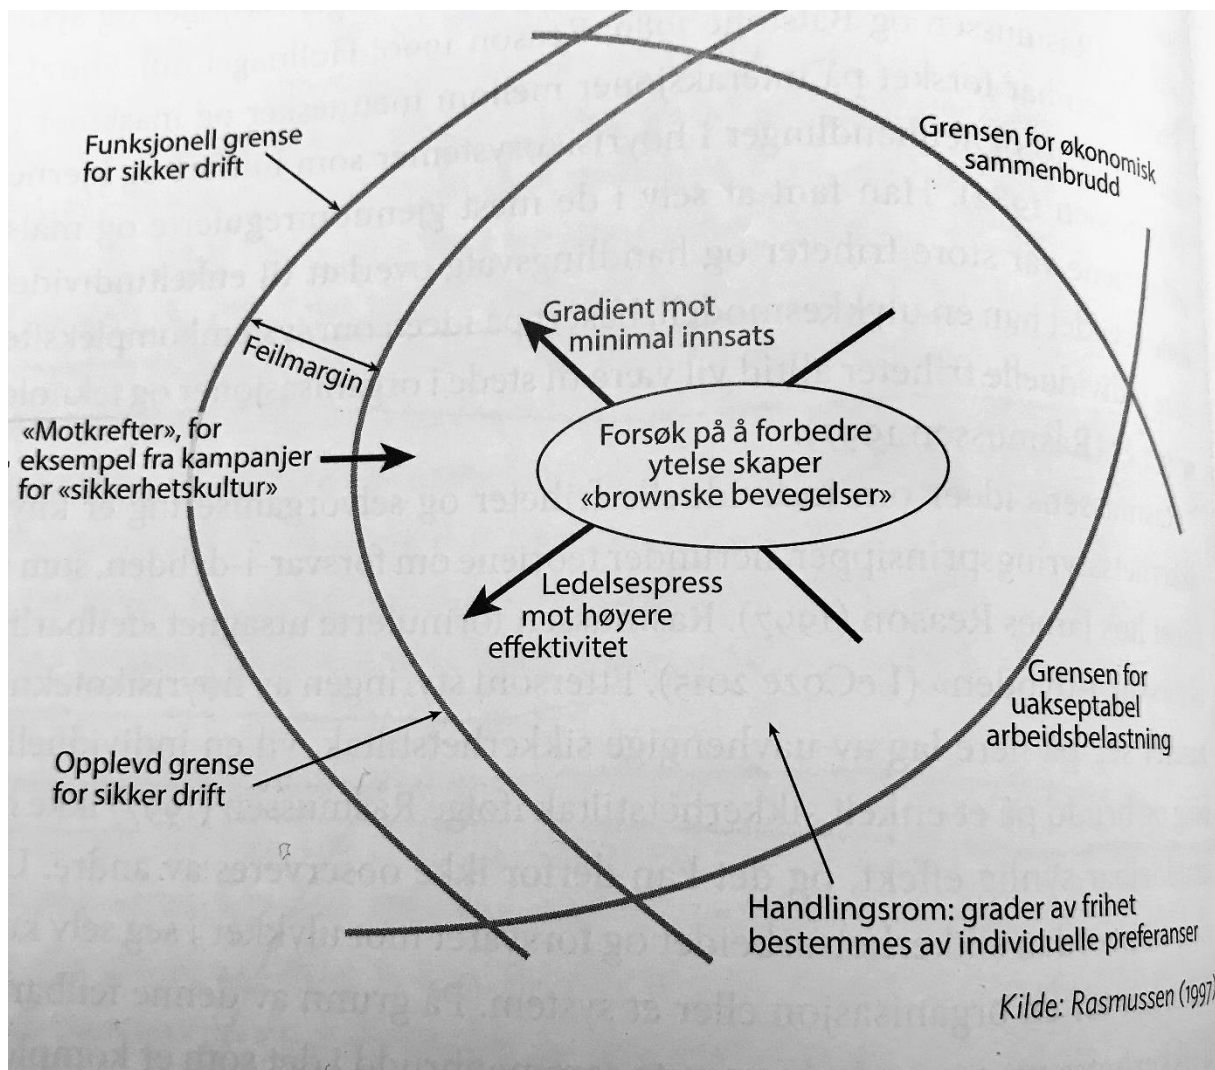 Funksjonell grense
for sikker drift
Grensen for økonomisk
sammenbrudd
Gradient mot
minimal innsats
Feilmargin
«Motkrefter», for
eksempel fra kampanjer
for «sikkerhetskultur»
Forsøk på å forbedre
ytelse skaper
«brownske bevegelser»
Ledelsespress
mot høyere
effektivitet
Grensen for
uakseptabel
arbeidsbelastning
Opplevd grense
for sikker drift
Handlingsrom: grader av frihet
bestemmes av individuelle preferanser
Kilde: Rasmussen (1997)